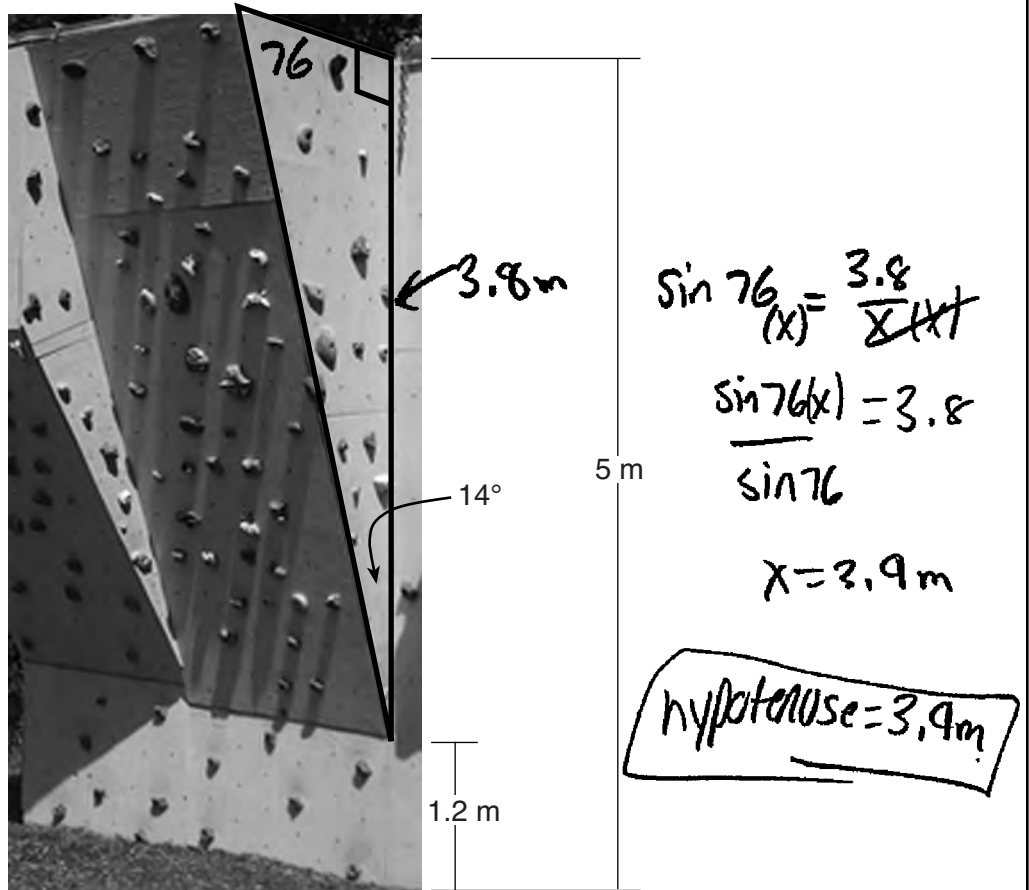 76
3.8m
sin 76 (x) = 3.8 / x (x)
sin76(x) = 3.8
sin76
5 m
14°
x = 3.9m
hypotenuse = 3.9m
1.2 m